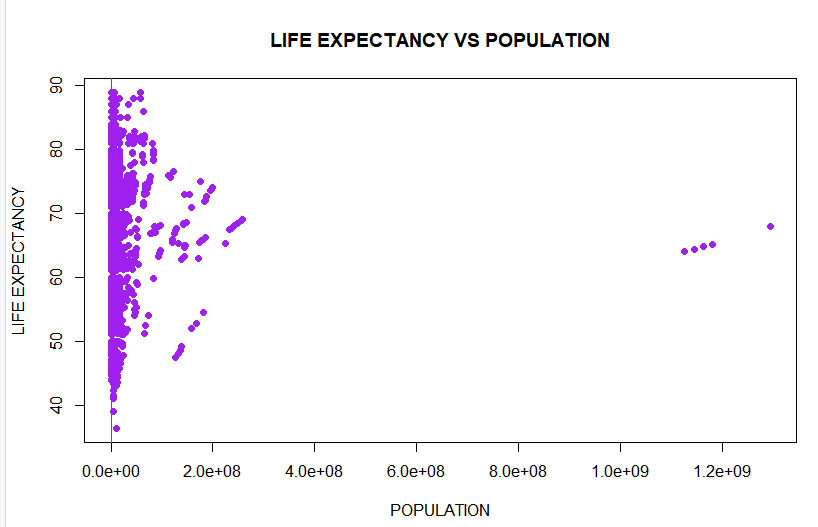 LIFE EXPECTANCY VS POPULATION
90
80
70
60
50
40
LIFE EXPECTANCY
0.0e+00 2.0e+08 4.0e+08 6.0e+08 8.0e+08 1.0e+09 1.2e+09
POPULATION